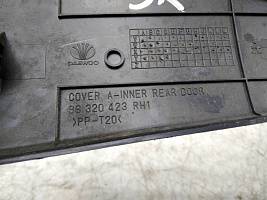 DAEWOO
COVER A-INNER REAR DOOR
96 320 423 RH1
>PP-T20<